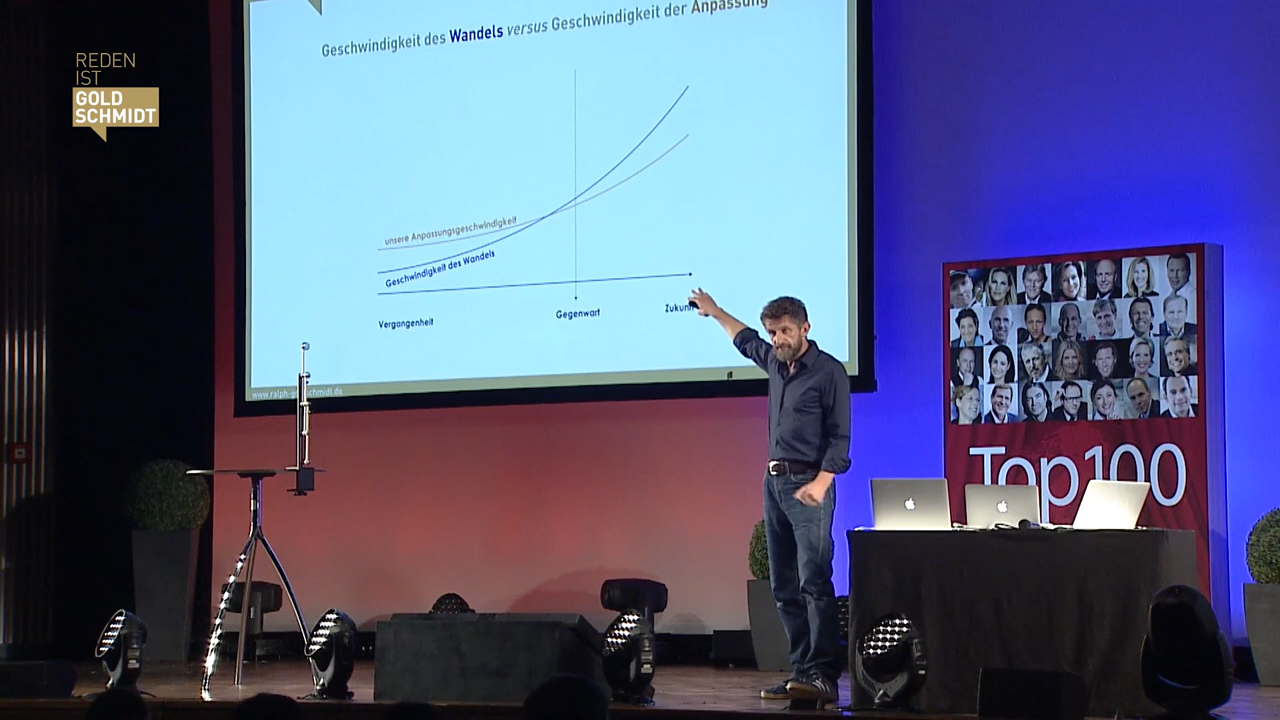 REDEN
IST
GOLD
SCHMIDT
Geschwindigkeit des Wandels versus Geschwindigkeit der Anpassung
unsere Anpassungsgeschwindigkeit
Geschwindigkeit des Wandels
Vergangenheit
Gegenwart
Top100